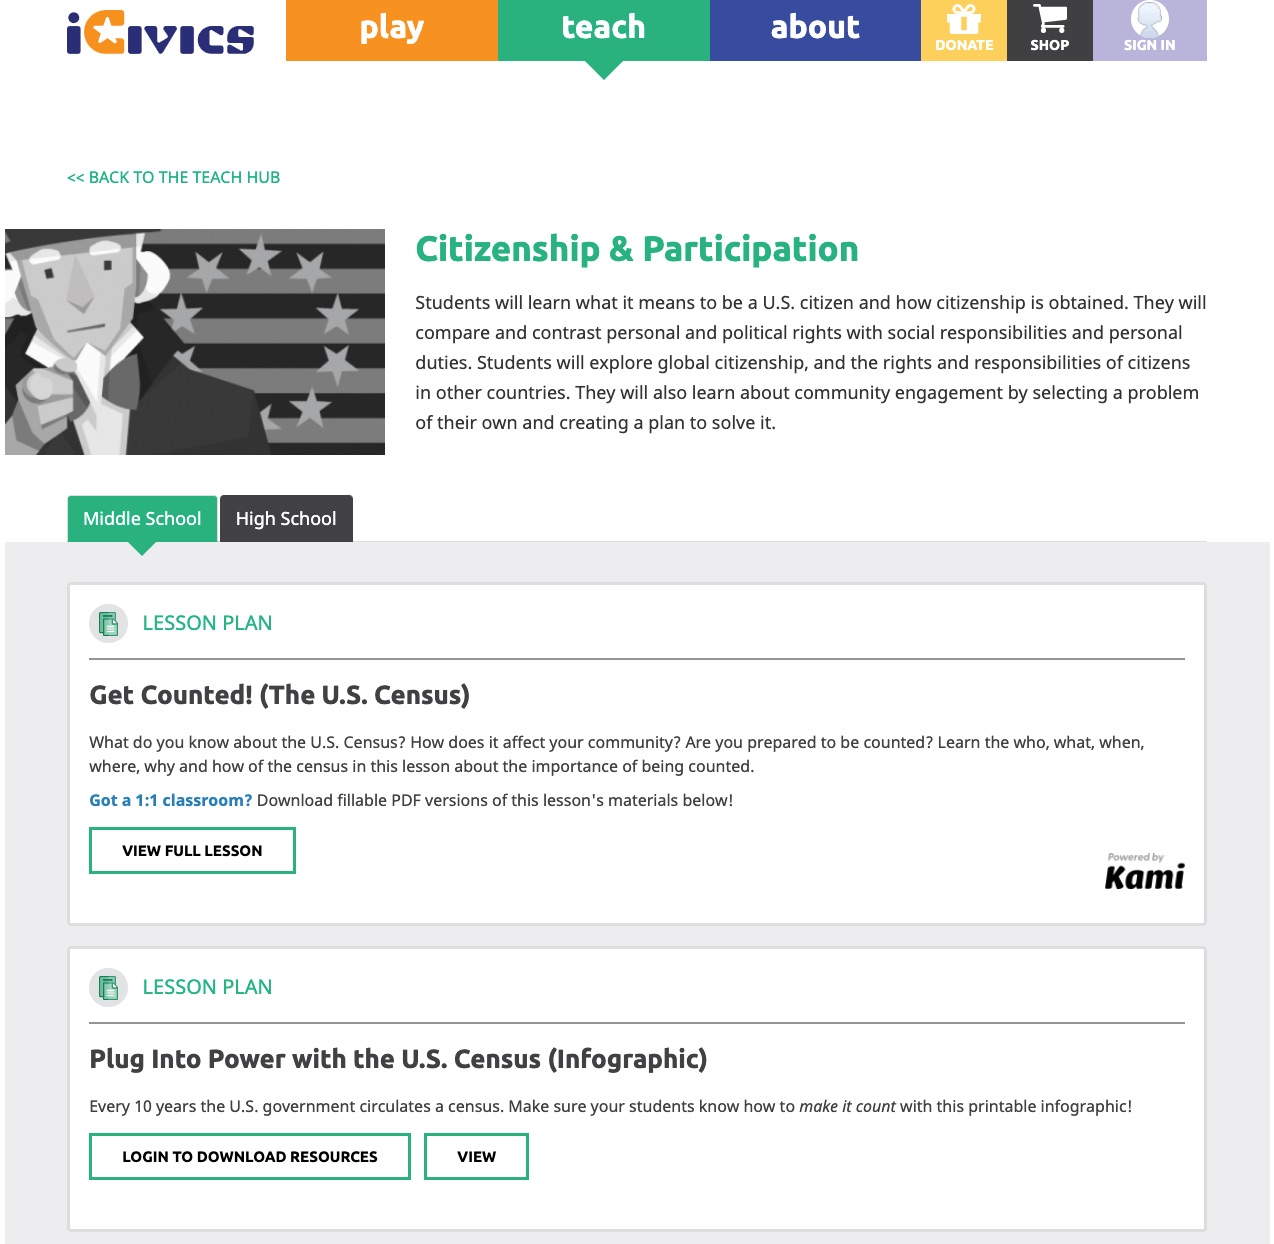 iCivics
play
teach
about
DONATE
SHOP
SIGN IN
<< BACK TO THE TEACH HUB
Citizenship & Participation
Students will learn what it means to be a U.S. citizen and how citizenship is obtained. They will
compare and contrast personal and political rights with social responsibilities and personal
duties. Students will explore global citizenship, and the rights and responsibilities of citizens
in other countries. They will also learn about community engagement by selecting a problem
of their own and creating a plan to solve it.
Middle School
High School
LESSON PLAN
Get Counted! (The U.S. Census)
What do you know about the U.S. Census? How does it affect your community? Are you prepared to be counted? Learn the who, what, when,
where, why and how of the census in this lesson about the importance of being counted.
Got a 1:1 classroom? Download fillable PDF versions of this lesson's materials below!
VIEW FULL LESSON
Powered by
Kami
LESSON PLAN
Plug Into Power with the U.S. Census (Infographic)
Every 10 years the U.S. government circulates a census. Make sure your students know how to make it count with this printable infographic!
LOGIN TO DOWNLOAD RESOURCES
VIEW